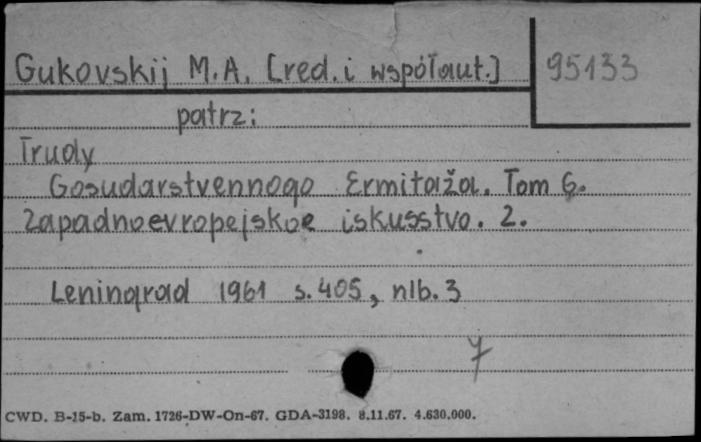 Gukovskij M.A. [red. i współaut.] 95133
patrz:
Trudy
Gosudarstvennogo Ermitaža. Tom 6.
Zapadnoevropejskoe iskusstvo. 2.
Leningrad 1961 s. 405, nlb. 3
7
CWD. B-15-b. Zam. 1726-DW-On-67. GDA-3198. 8.11.67. 4.630.000.